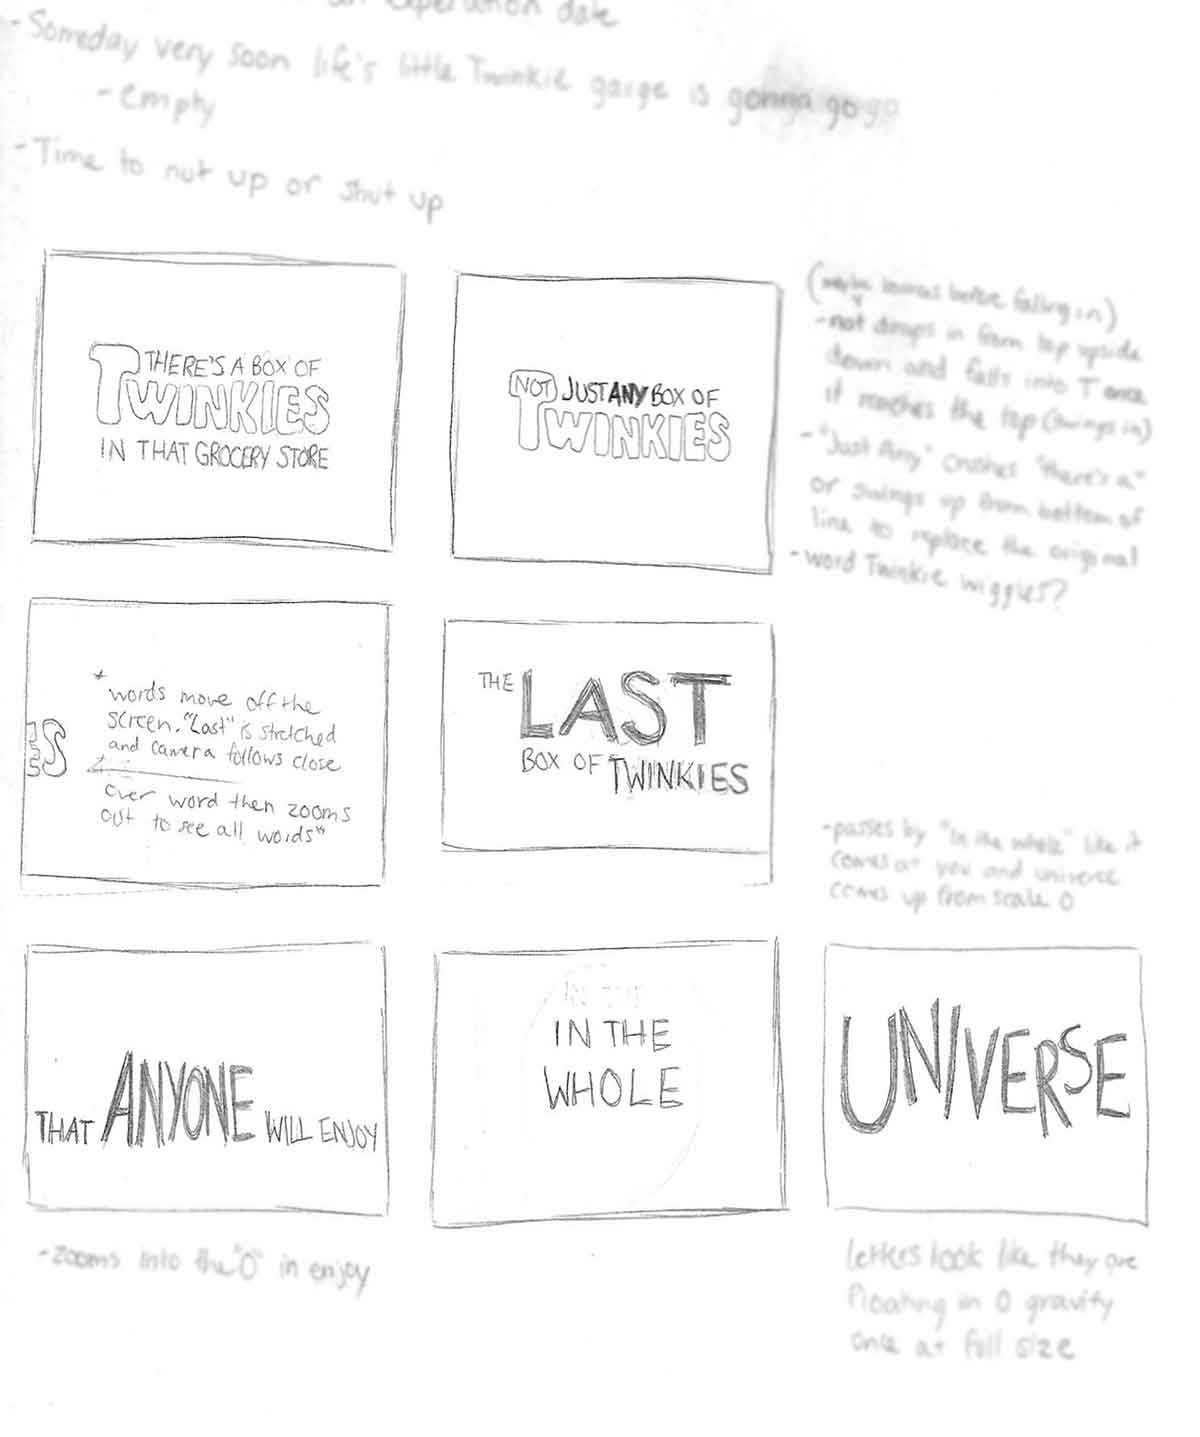 an experation date
- Someday very soon life's little Twinkie garge is gonna go
- empty
- Time to nut up or shut up
THERE'S A BOX OF
TWINKIES
IN THAT GROCERY STORE
NOT JUST ANY BOX OF
TWINKIES
(maybe bounces before falling in)
- not drops in from top upside
down and falls into T once
it reaches the top (swings in)
- "Just Any" crushes "there's a"
or swings up from bottom of
line to replace the original
- word Twinkie wiggles?
ES
*words move off the
screen. "Last" is stretched
and camera follows close
over word then zooms
out to see all words*
THE LAST
BOX OF TWINKIES
- passes by "In the whole" like it
comes at you and universe
comes up from scale 0
THAT ANYONE WILL ENJOY
IN THE
IN THE
WHOLE
UNIVERSE
- zooms into the "O" in enjoy
letters look like they are
floating in 0 gravity
once at full size